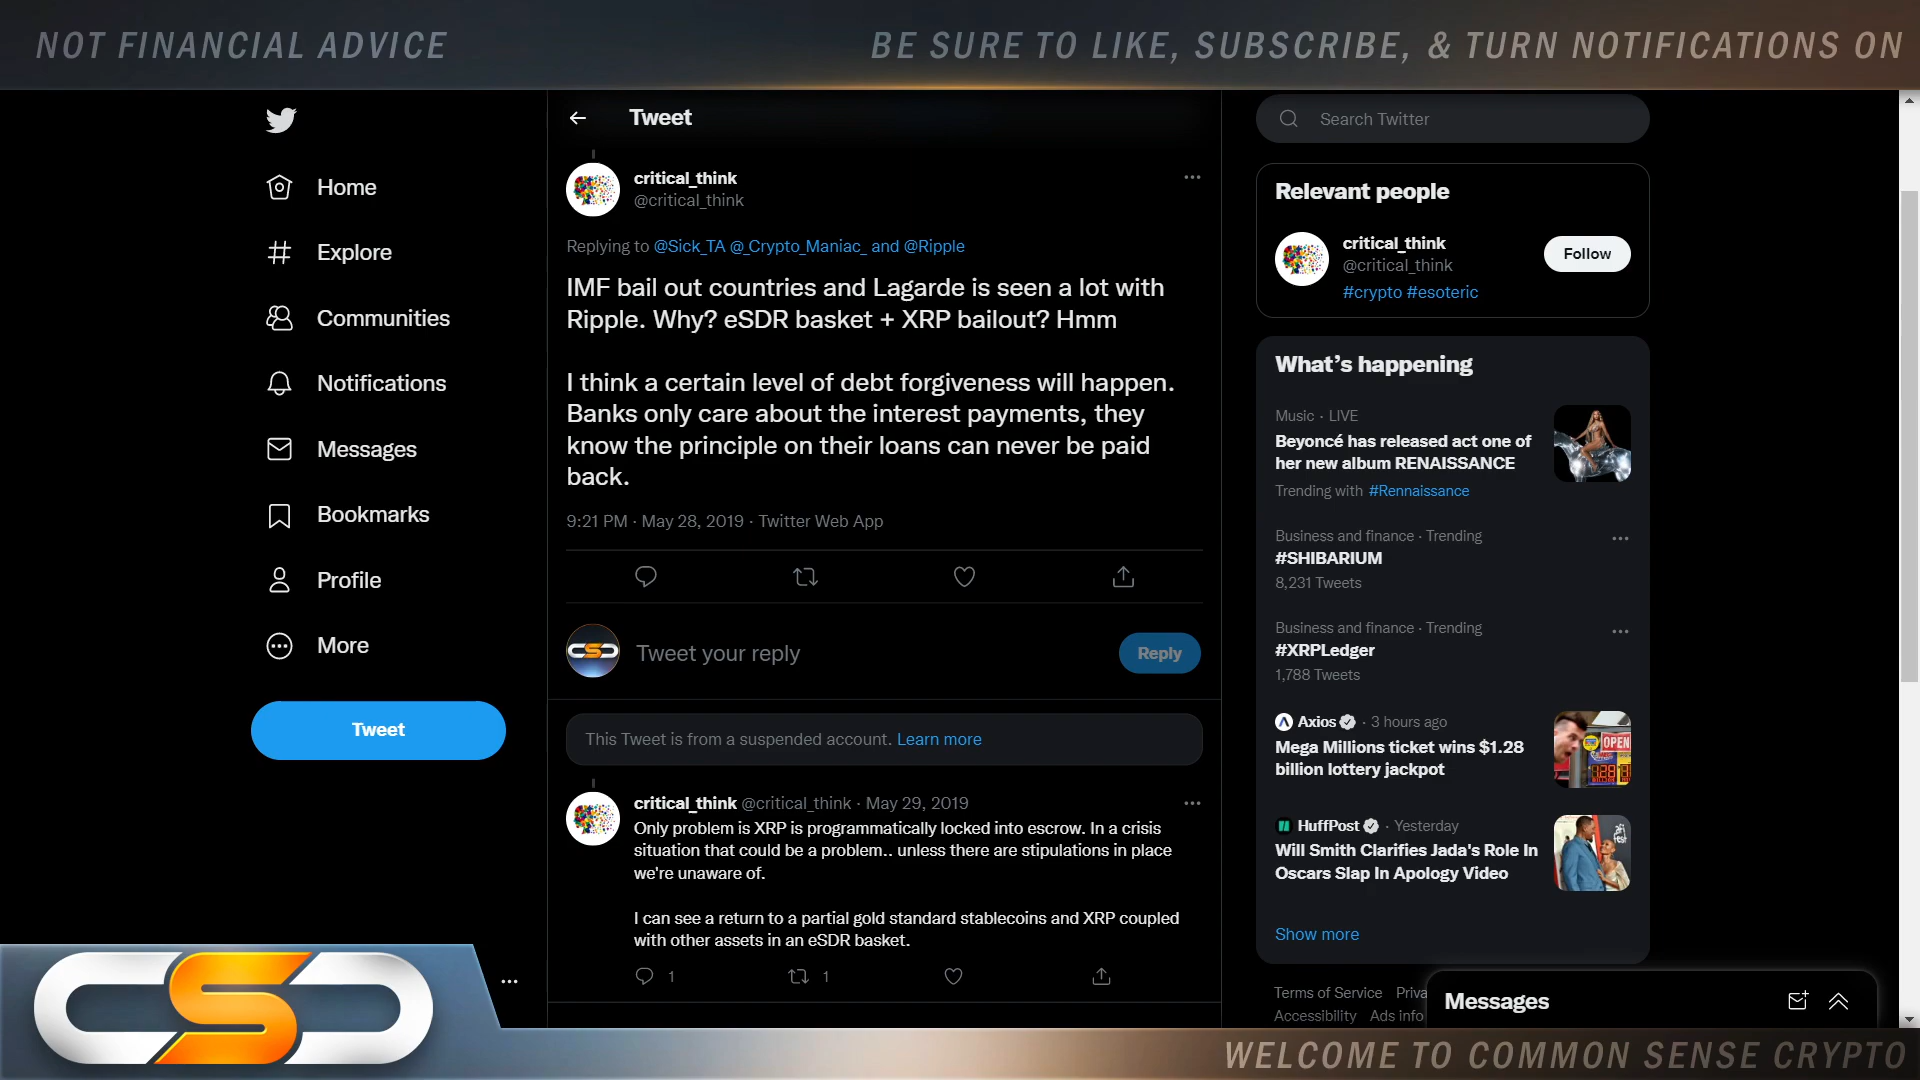 NOT FINANCIAL ADVICE
BE SURE TO LIKE, SUBSCRIBE, & TURN NOTIFICATIONS ON
Home
Explore
Communities
Notifications
Messages
Bookmarks
Profile
More
Tweet
Tweet
critical_think
@critical_think
Replying to @Sick_TA @_Crypto_Maniac_ and @Ripple
IMF bail out countries and Lagarde is seen a lot with
Ripple. Why? eSDR basket + XRP bailout? Hmm
I think a certain level of debt forgiveness will happen.
Banks only care about the interest payments, they
know the principle on their loans can never be paid
back.
9:21 PM · May 28, 2019 · Twitter Web App
CSC
Tweet your reply
Reply
This Tweet is from a suspended account. Learn more
critical_think @critical_think · May 29, 2019
Only problem is XRP is programmatically locked into escrow. In a crisis
situation that could be a problem.. unless there are stipulations in place
we're unaware of.
I can see a return to a partial gold standard stablecoins and XRP coupled
with other assets in an eSDR basket.
1
1
Search Twitter
Relevant people
critical_think
@critical_think
Follow
#crypto #esoteric
What's happening
Music · LIVE
Beyoncé has released act one of
her new album RENAISSANCE
Trending with #Rennaissance
Business and finance · Trending
#SHIBARIUM
8,231 Tweets
Business and finance · Trending
#XRPLedger
1,788 Tweets
Axios · 3 hours ago
Mega Millions ticket wins $1.28
billion lottery jackpot
OPEN
1.28
HuffPost · Yesterday
Will Smith Clarifies Jada's Role In
Oscars Slap In Apology Video
Show more
Terms of Service Priva
Accessibility Ads info
Messages
CSC
WELCOME TO COMMON SENSE CRYPTO